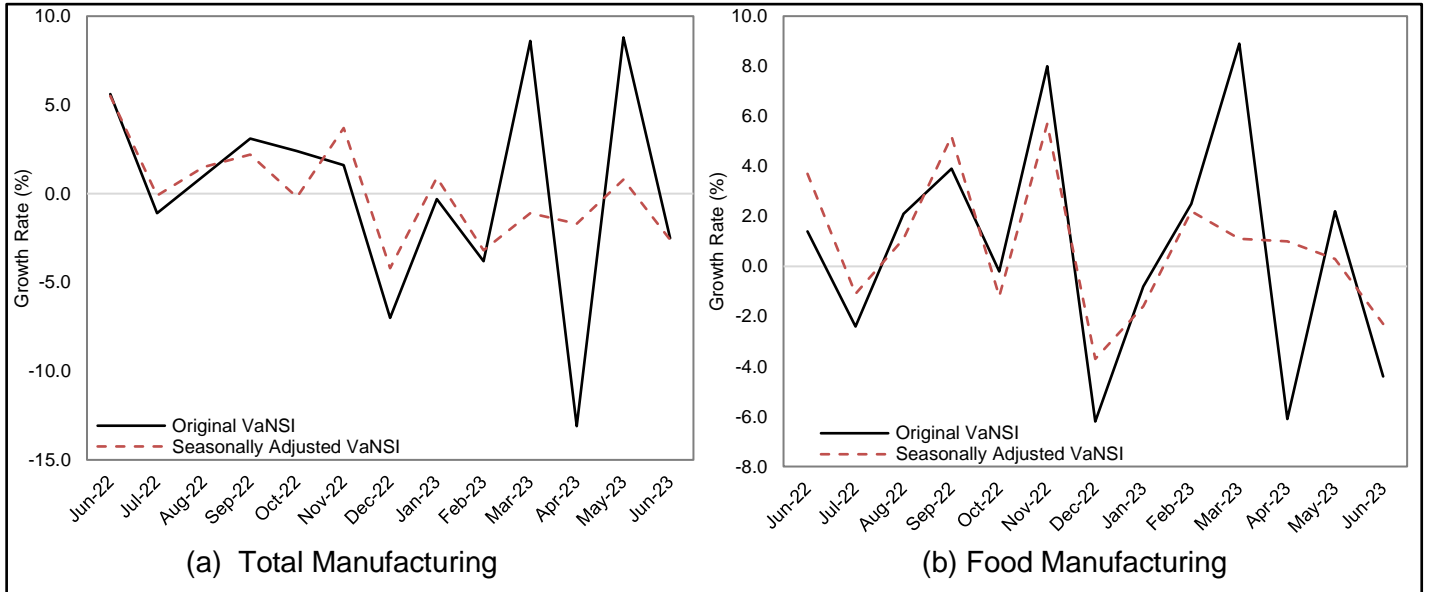 10.0
5.0
0.0
-5.0
-10.0
-15.0
Growth Rate (%)
Original VaNSI
Seasonally Adjusted VaNSI
Jun-22
Jul-22
Aug-22
Sep-22
Oct-22
Nov-22
Dec-22
Jan-23
Feb-23
Mar-23
Apr-23
May-23
Jun-23
(a) Total Manufacturing
10.0
8.0
6.0
4.0
2.0
0.0
-2.0
-4.0
-6.0
-8.0
Growth Rate (%)
Original VaNSI
Seasonally Adjusted VaNSI
Jun-22
Jul-22
Aug-22
Sep-22
Oct-22
Nov-22
Dec-22
Jan-23
Feb-23
Mar-23
Apr-23
May-23
Jun-23
(b) Food Manufacturing